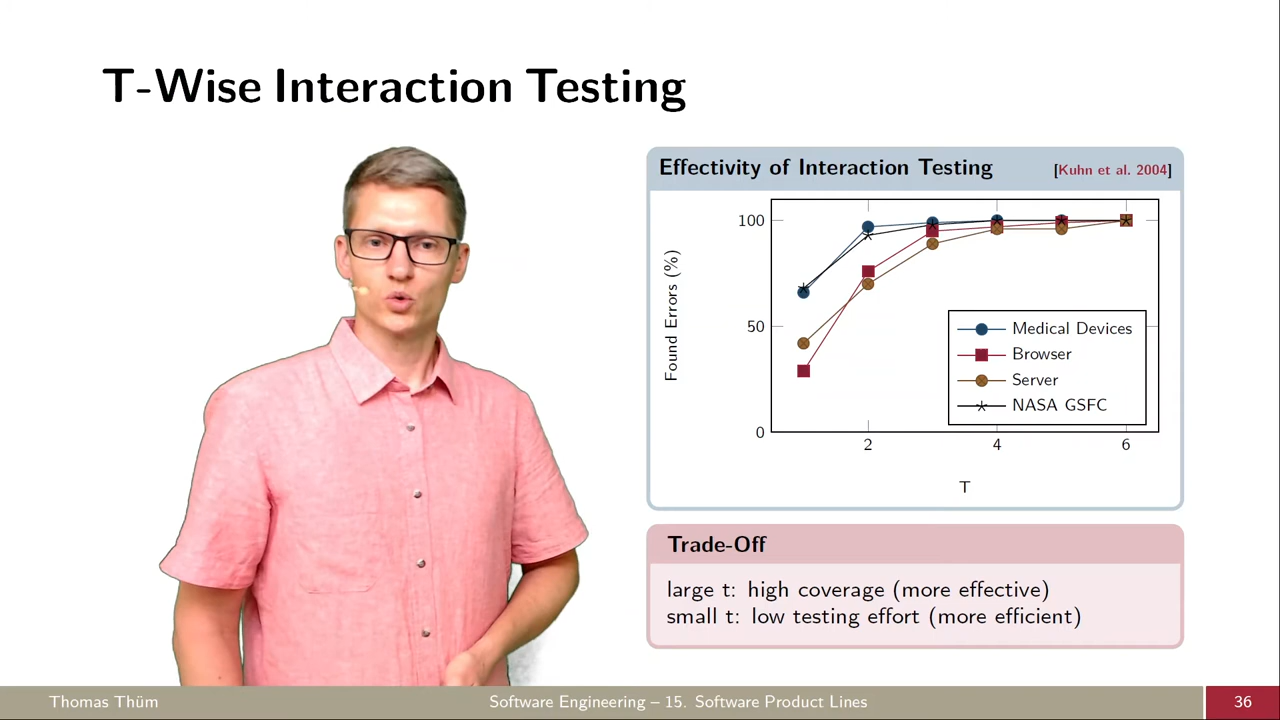 T-Wise Interaction Testing
Effectivity of Interaction Testing [Kuhn et al. 2004]
100
50
0
Found Errors (%)
2 4 6
T
Medical Devices
Browser
Server
NASA GSFC
Trade-Off
large t: high coverage (more effective)
small t: low testing effort (more efficient)
Thomas Thüm Software Engineering – 15. Software Product Lines 36